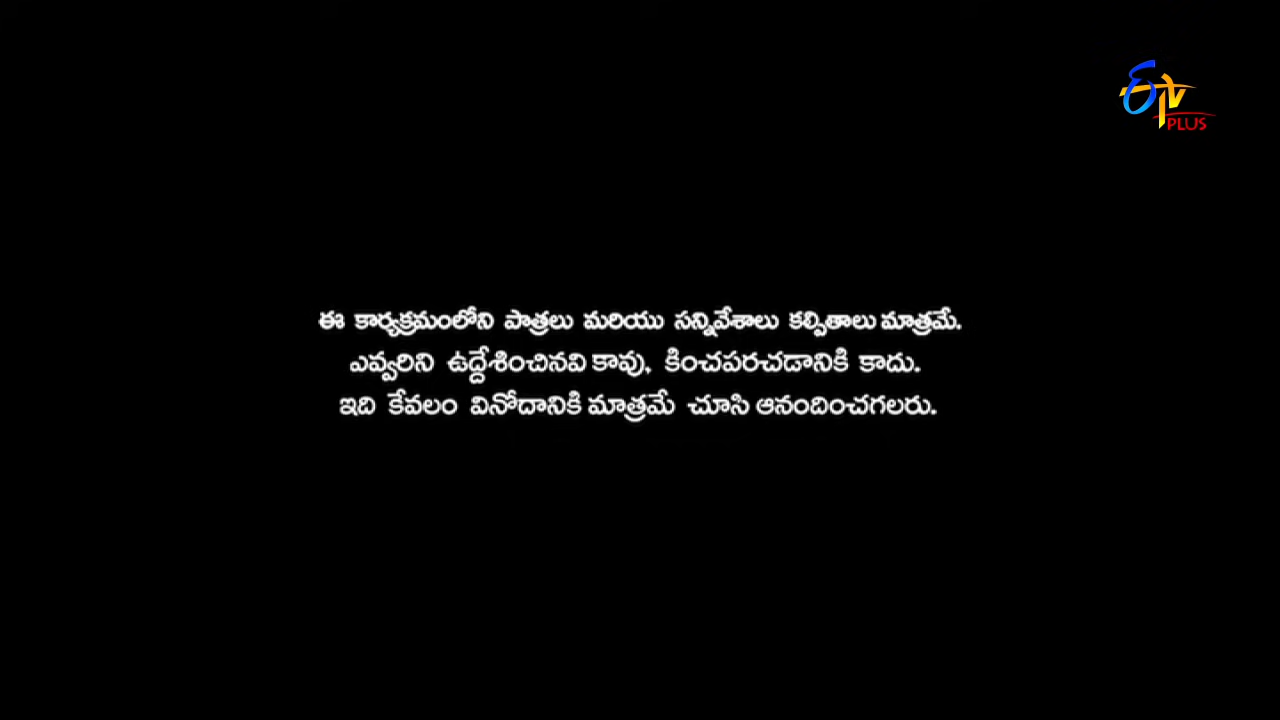 ETV
PLUS
ఈ కార్యక్రమంలోని పాత్రలు మరియు సన్నివేశాలు కల్పితాలు మాత్రమే.
ఎవ్వరిని ఉద్దేశించినవి కావు, కించపరచడానికి కాదు.
ఇది కేవలం వినోదానికి మాత్రమే చూసి ఆనందించగలరు.